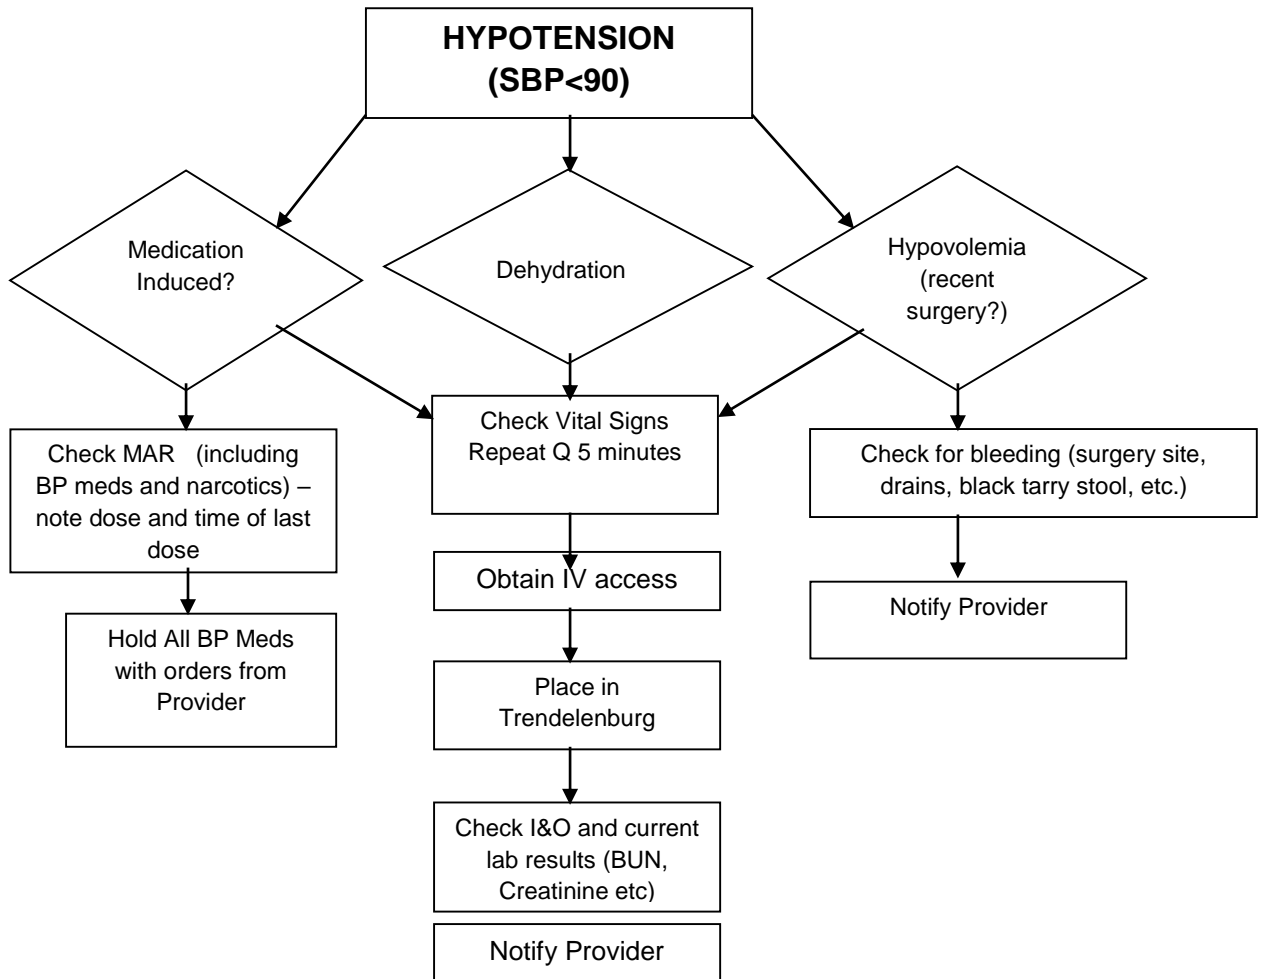 HYPOTENSION
(SBP<90)
Medication
Induced?
Dehydration
Hypovolemia
(recent
surgery?)
Check MAR   (including
BP meds and narcotics) –
note dose and time of last
dose
Hold All BP Meds
with orders from
Provider
Check Vital Signs
Repeat Q 5 minutes
Obtain IV access
Place in
Trendelenburg
Check I&O and current
lab results (BUN,
Creatinine etc)
Notify Provider
Check for bleeding (surgery site,
drains, black tarry stool, etc.)
Notify Provider